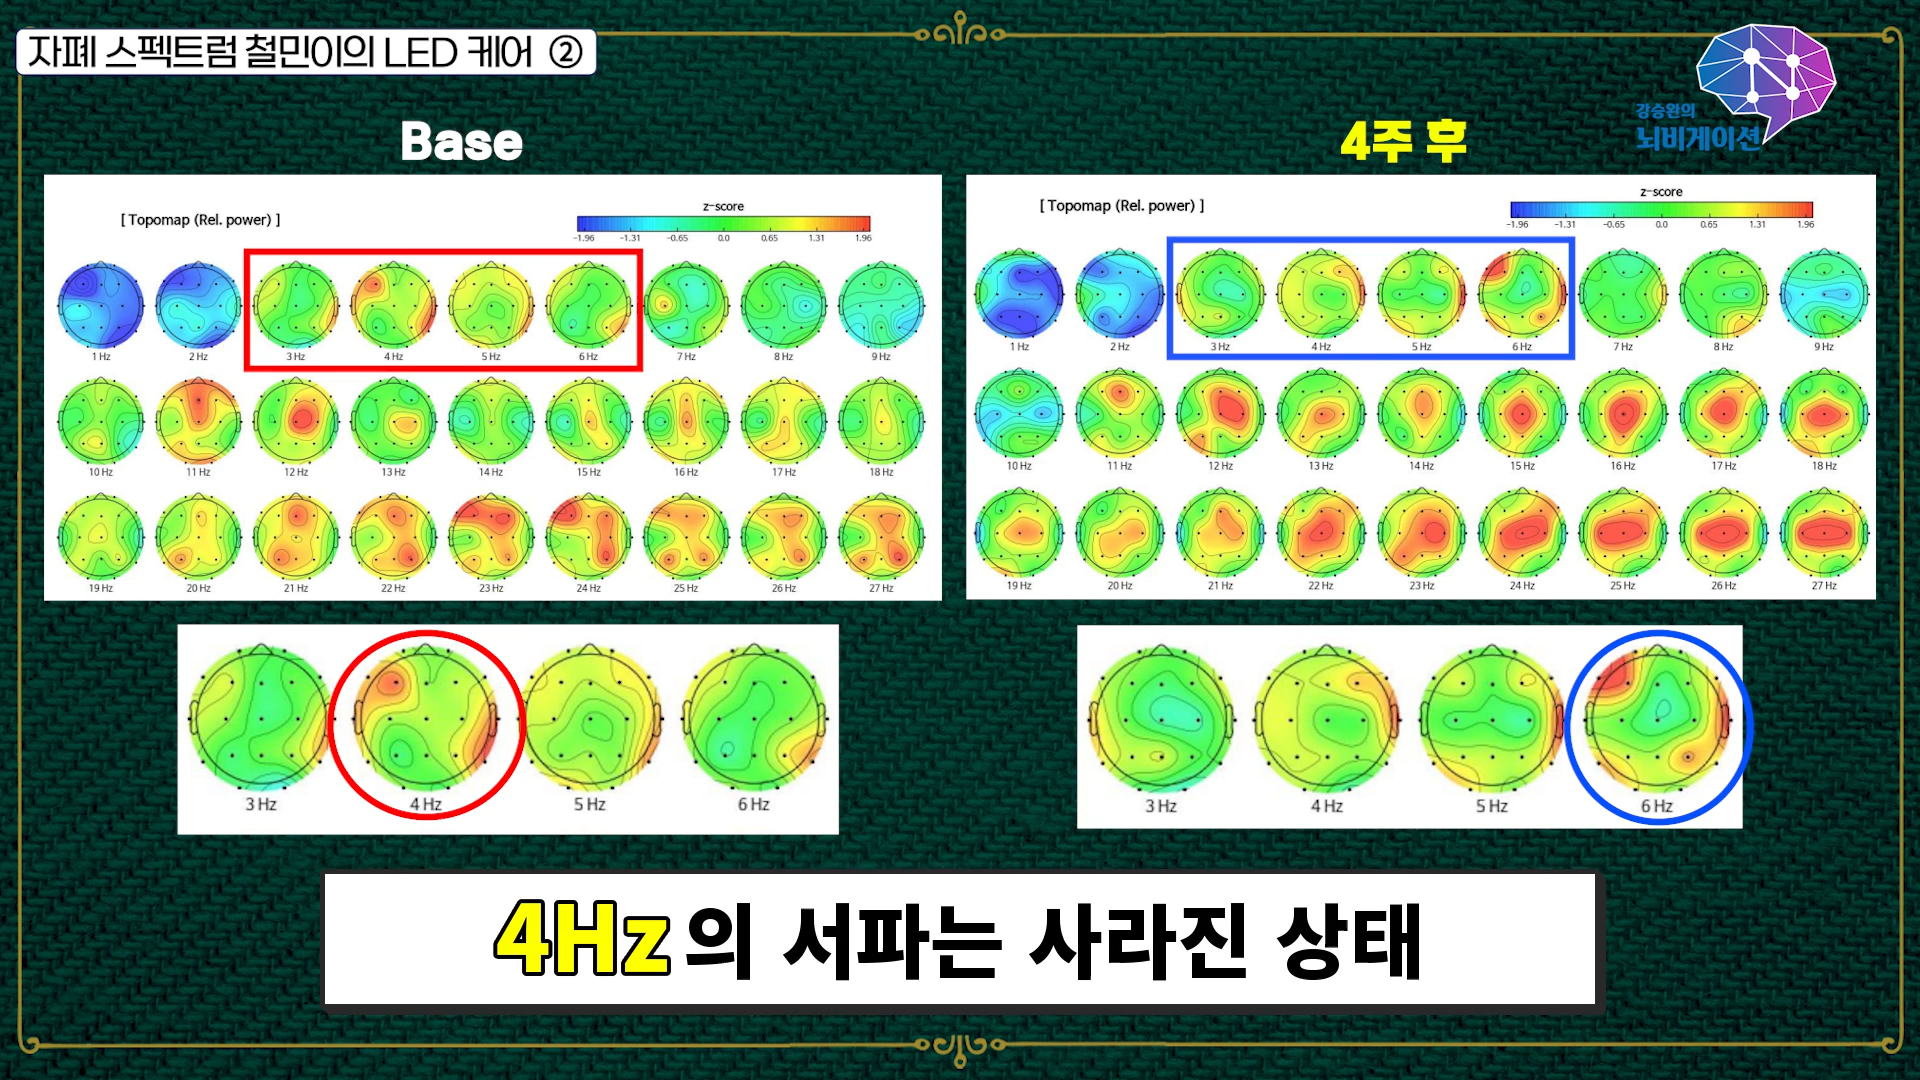 자폐 스펙트럼 철민이의 LED 케어 ②
강승완의
뇌비게이션
Base
4주 후
[ Topomap (Rel. power) ]
z-score
-1.96 -1.31 -0.65 0.0 0.65 1.31 1.96
1 Hz 2 Hz 3 Hz 4 Hz 5 Hz 6 Hz 7 Hz 8 Hz 9 Hz
10 Hz 11 Hz 12 Hz 13 Hz 14 Hz 15 Hz 16 Hz 17 Hz 18 Hz
19 Hz 20 Hz 21 Hz 22 Hz 23 Hz 24 Hz 25 Hz 26 Hz 27 Hz
[ Topomap (Rel. power) ]
z-score
-1.96 -1.31 -0.65 0.0 0.65 1.31 1.96
1 Hz 2 Hz 3 Hz 4 Hz 5 Hz 6 Hz 7 Hz 8 Hz 9 Hz
10 Hz 11 Hz 12 Hz 13 Hz 14 Hz 15 Hz 16 Hz 17 Hz 18 Hz
19 Hz 20 Hz 21 Hz 22 Hz 23 Hz 24 Hz 25 Hz 26 Hz 27 Hz
3 Hz 4 Hz 5 Hz 6 Hz
3 Hz 4 Hz 5 Hz 6 Hz
4Hz의 서파는 사라진 상태